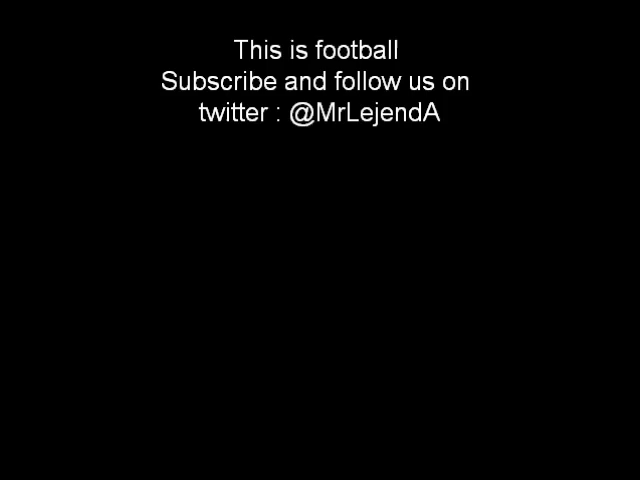 This is football
Subscribe and follow us on
twitter : @MrLejendA